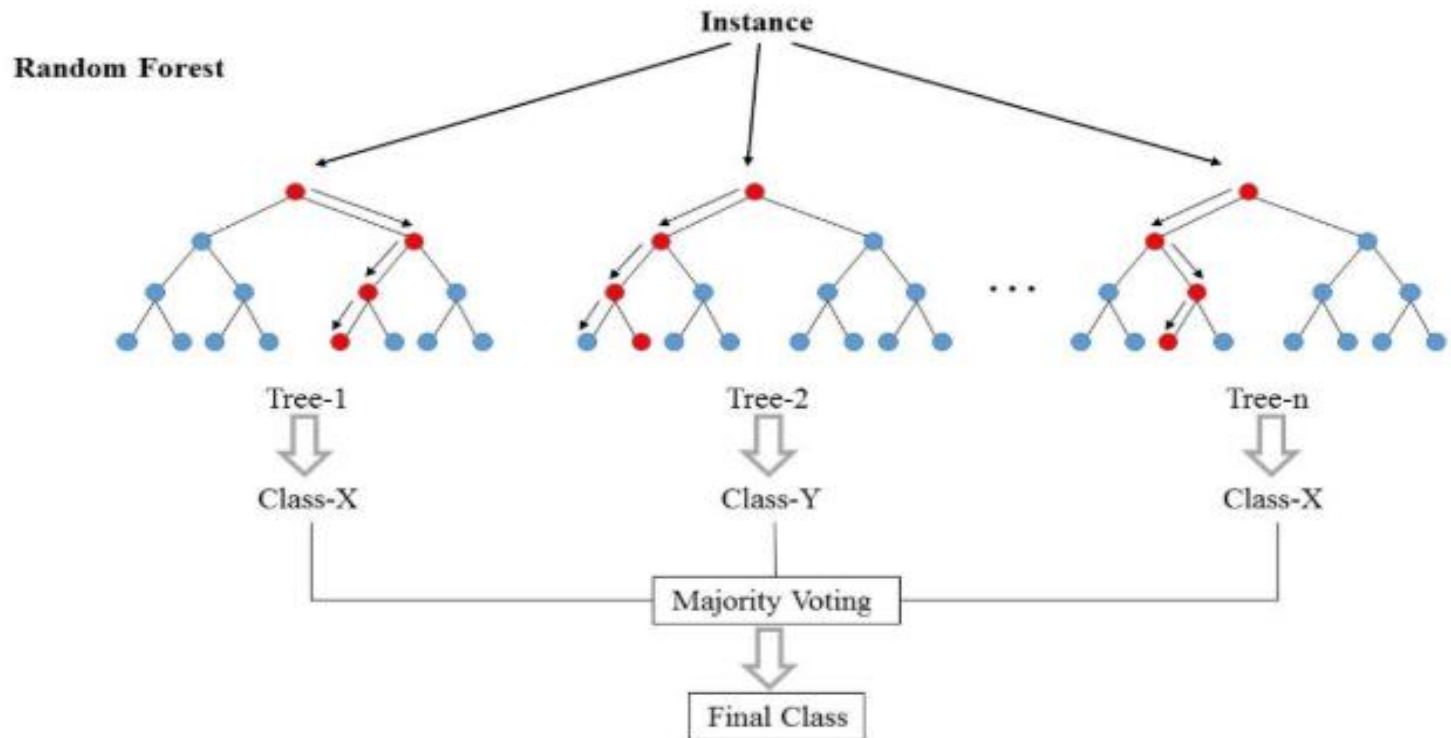 Instance
Random Forest
...
Tree-1 Tree-2 Tree-n
Class-X Class-Y Class-X
Majority Voting
Final Class